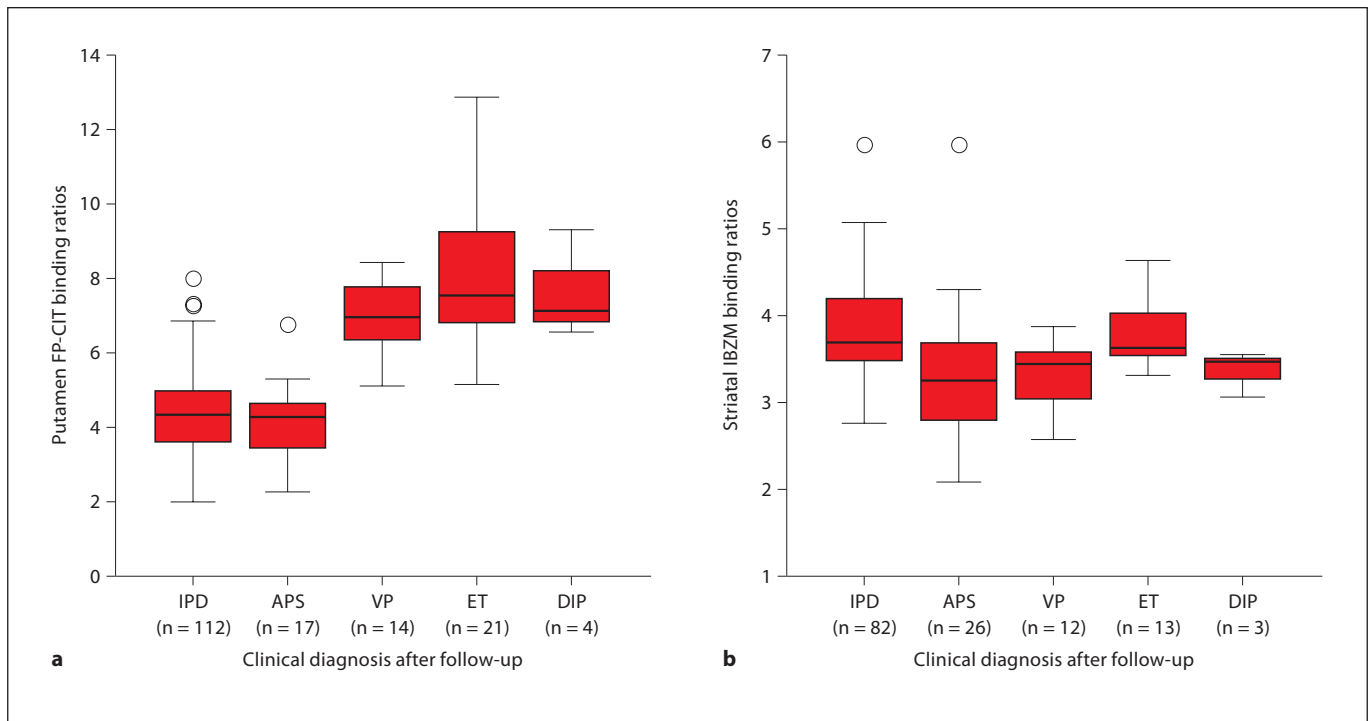 14
12
10
8
6
4
2
0
Putamen FP-CIT binding ratios
IPD APS VP ET DIP
(n = 112) (n = 17) (n = 14) (n = 21) (n = 4)
a Clinical diagnosis after follow-up
7
6
5
4
3
2
1
Striatal IBZM binding ratios
IPD APS VP ET DIP
(n = 82) (n = 26) (n = 12) (n = 13) (n = 3)
b Clinical diagnosis after follow-up